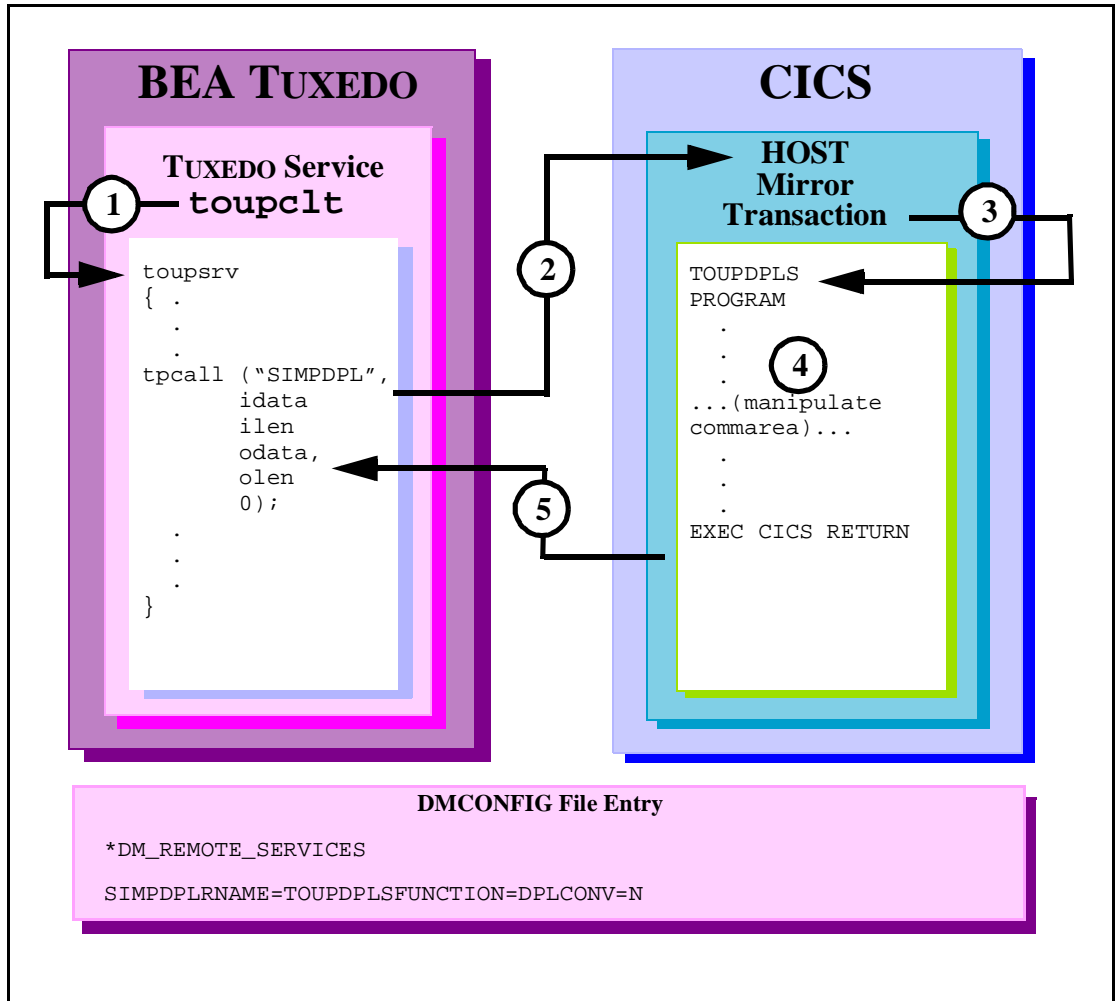 BEA TUXEDO
TUXEDO Service
toupclt
1
toupsrv
{ .
.
.
tpcall (“SIMPDPL”,
idata
ilen
odata,
olen
0);
.
.
.
}
2
5
CICS
HOST
Mirror
Transaction
3
TOUPDPLS
PROGRAM
.
.
.
4
...(manipulate
commarea)...
.
.
.
EXEC CICS RETURN
DMCONFIG File Entry
*DM_REMOTE_SERVICES
SIMPDPLRNAME=TOUPDPLSFUNCTION=DPLCONV=N